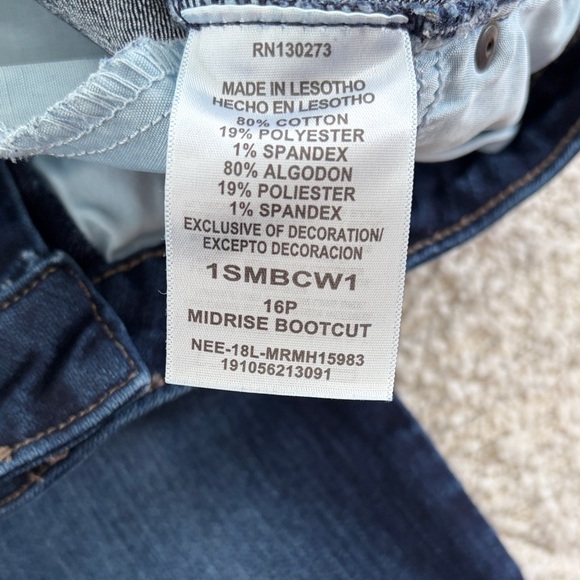 RN130273
MADE IN LESOTHO
HECHO EN LESOTHO
80% COTTON
19% POLYESTER
1% SPANDEX
80% ALGODON
19% POLIESTER
1% SPANDEX
EXCLUSIVE OF DECORATION/
EXCEPTO DECORACION
1SMBCW1
16P
MIDRISE BOOTCUT
NEE-18L-MRMH15983
191056213091